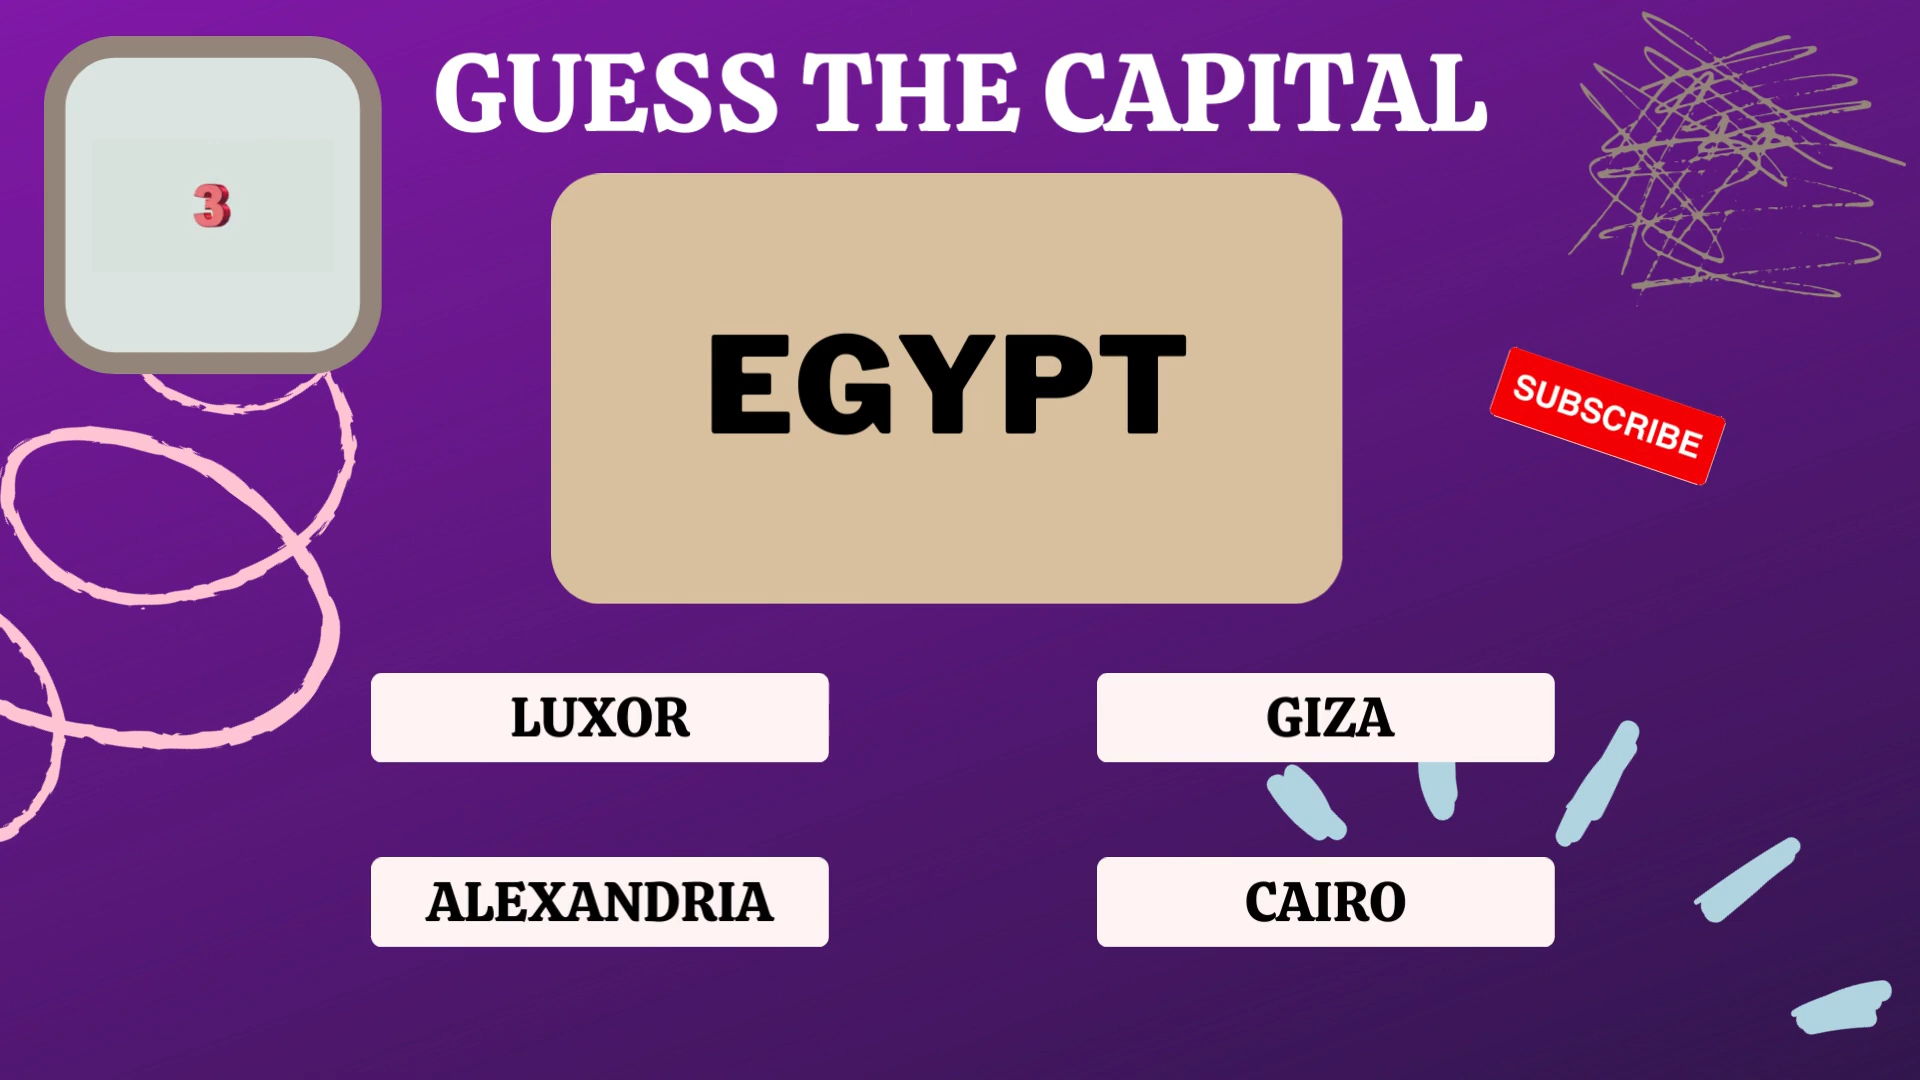 GUESS THE CAPITAL
3
EGYPT
SUBSCRIBE
LUXOR
GIZA
ALEXANDRIA
CAIRO